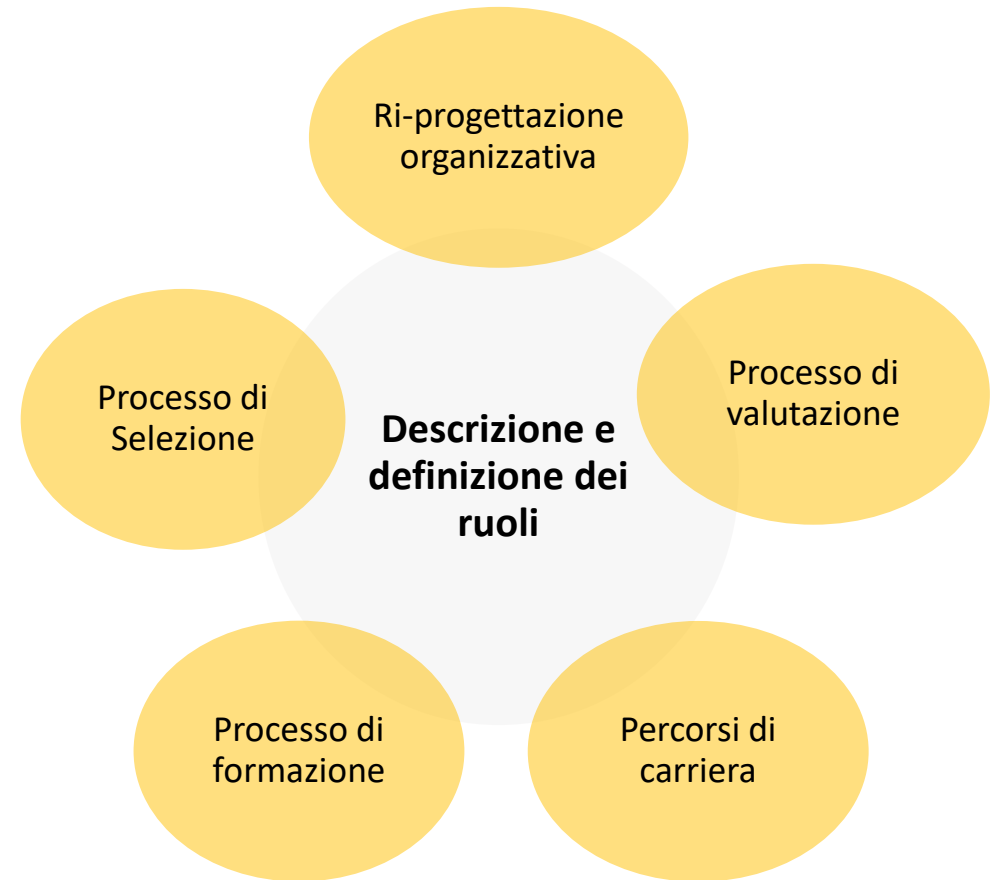 Ri-progettazione
organizzativa
Processo di
valutazione
Percorsi di
carriera
Processo di
formazione
Processo di
Selezione
Descrizione e
definizione dei
ruoli